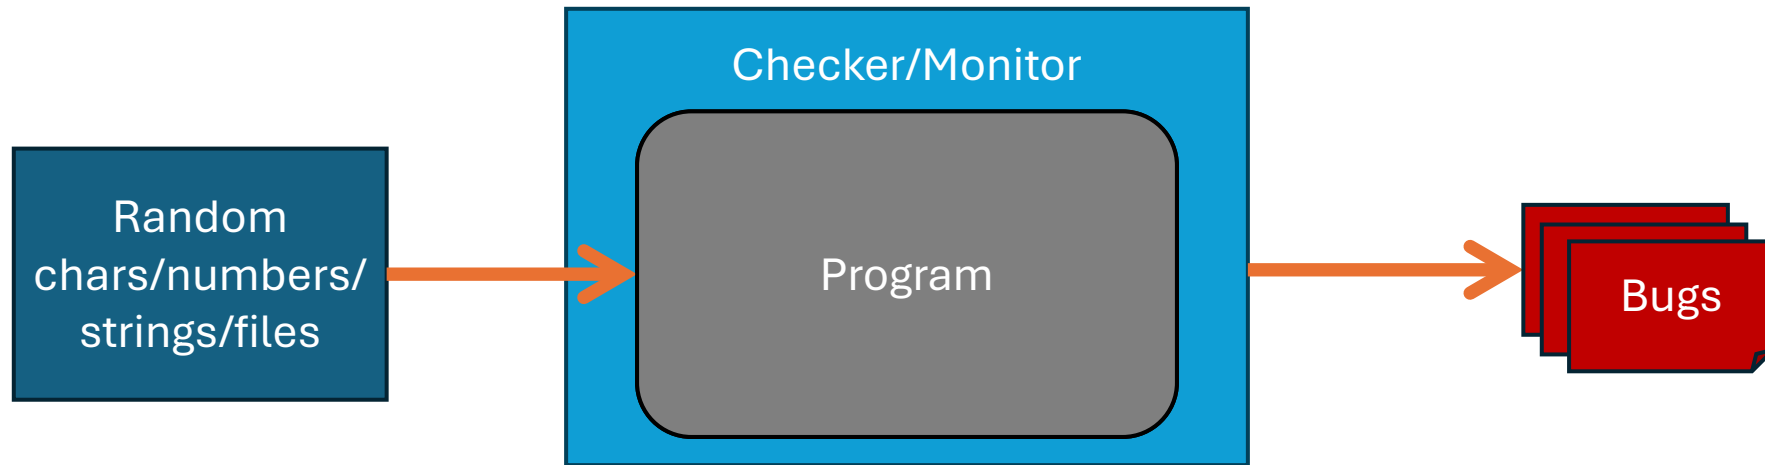 Checker/Monitor
Random
chars/numbers/
strings/files
Program
Bugs